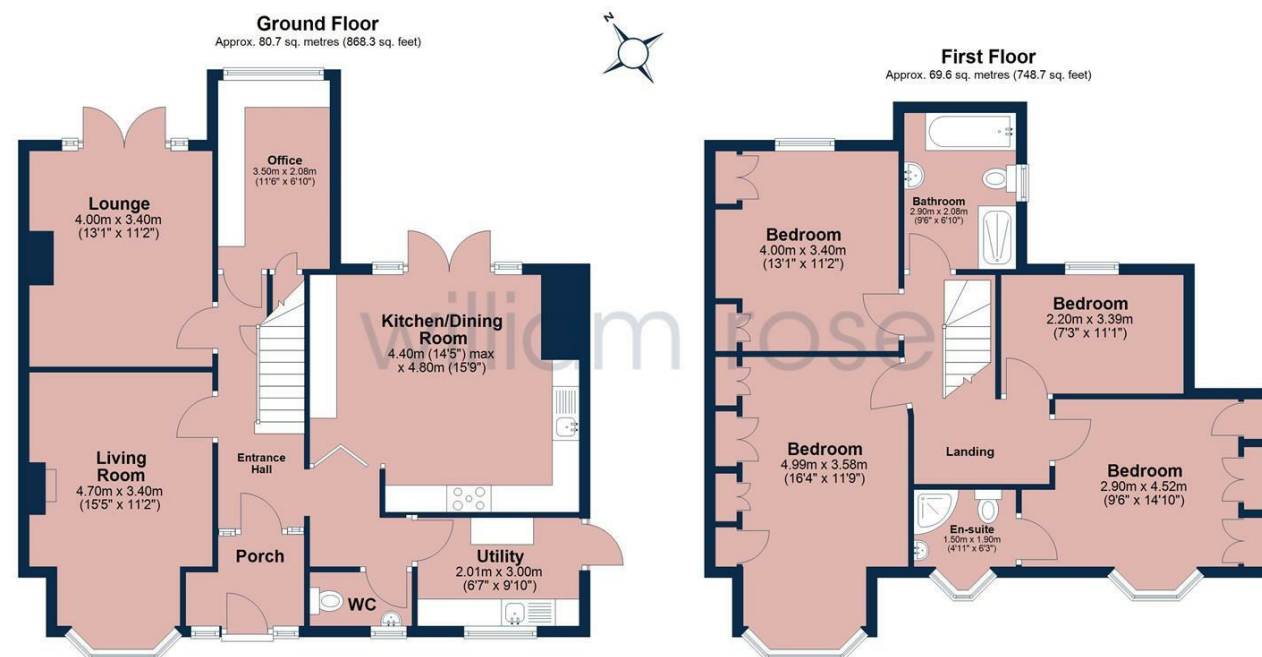 Ground Floor
Approx. 80.7 sq. metres (868.3 sq. feet)
N
First Floor
Approx. 69.6 sq. metres (748.7 sq. feet)
Office
3.50m x 2.08m
(11'6" x 6'10")
Lounge
4.00m x 3.40m
(13'1" x 11'2")
Kitchen/Dining
Room
4.40m (14'5") max
x 4.80m (15'9")
Living
Room
4.70m x 3.40m
(15'5" x 11'2")
Entrance
Hall
Porch
WC
Utility
2.01m x 3.00m
(6'7" x 9'10")
william rose
Bathroom
2.90m x 2.08m
(9'6" x 6'10")
Bedroom
4.00m x 3.40m
(13'1" x 11'2")
Bedroom
2.20m x 3.39m
(7'3" x 11'1")
Bedroom
4.99m x 3.58m
(16'4" x 11'9")
Landing
Bedroom
2.90m x 4.52m
(9'6" x 14'10")
En-suite
1.50m x 1.90m
(4'11" x 6'3")